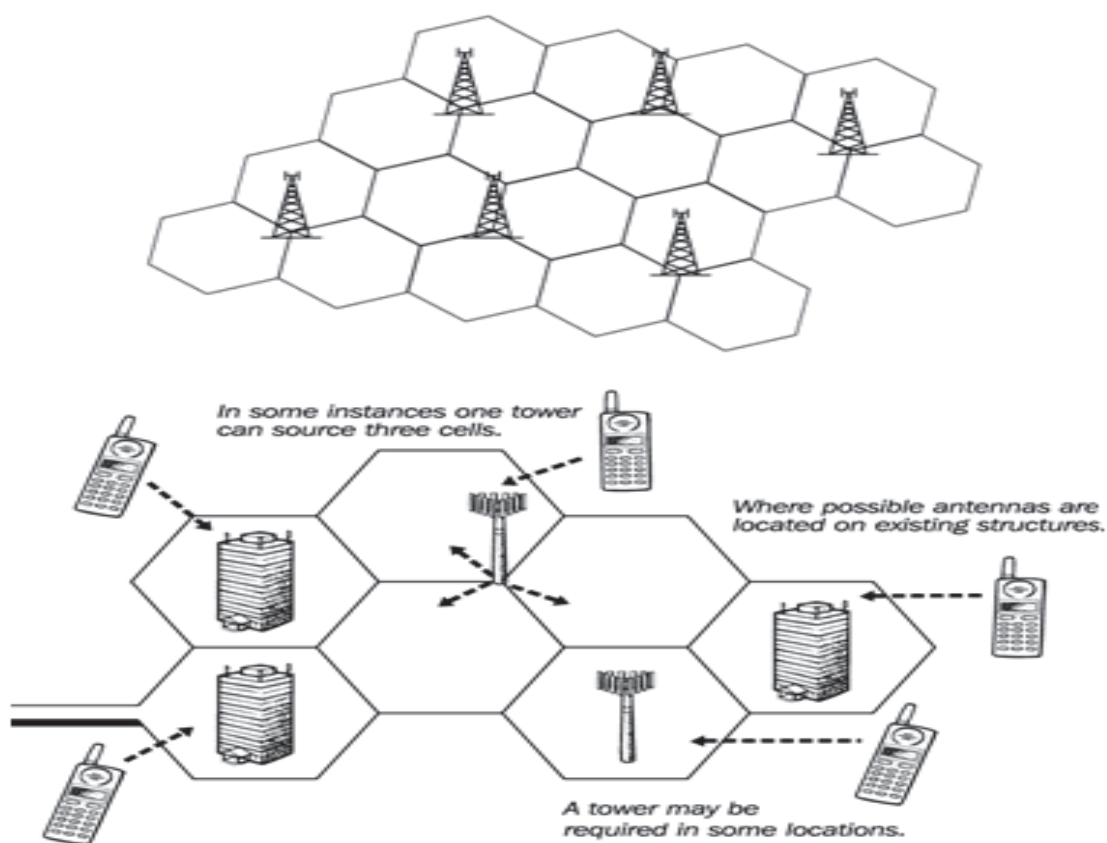 In some instances one tower
can source three cells.
Where possible antennas are
located on existing structures.
A tower may be
required in some locations.